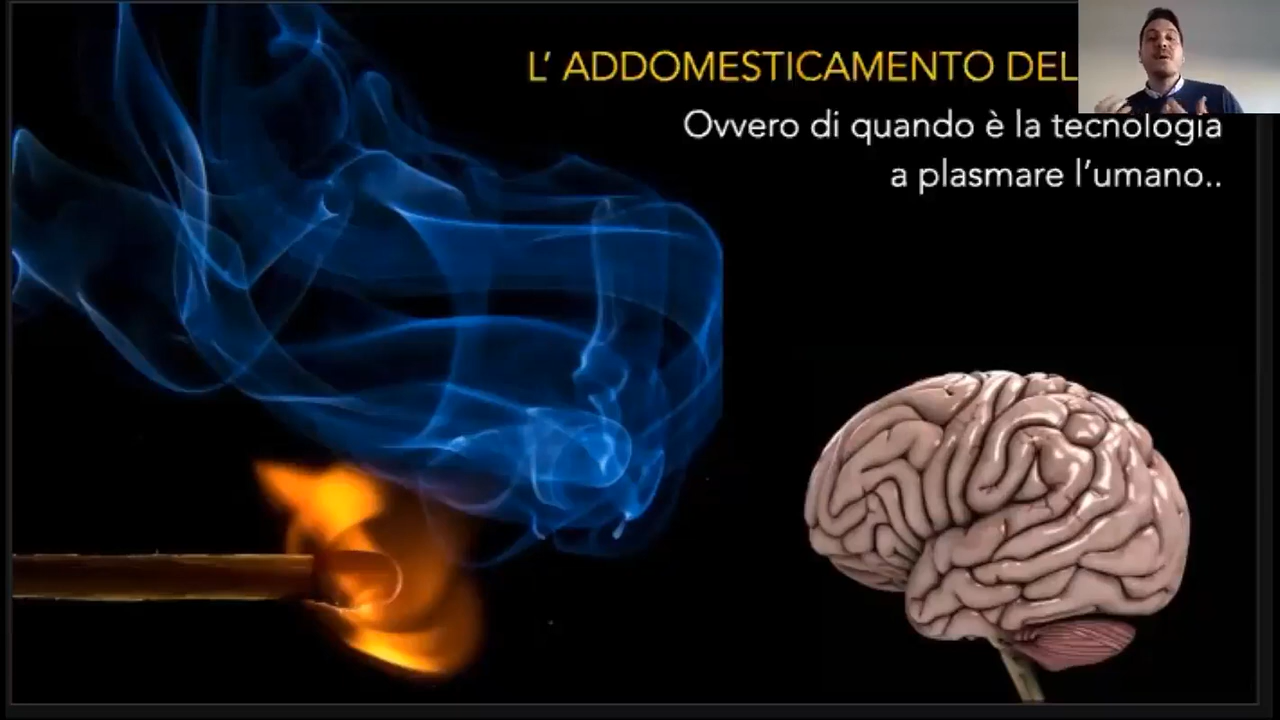 L’ ADDOMESTICAMENTO DEL
Ovvero di quando è la tecnologia
a plasmare l’umano..